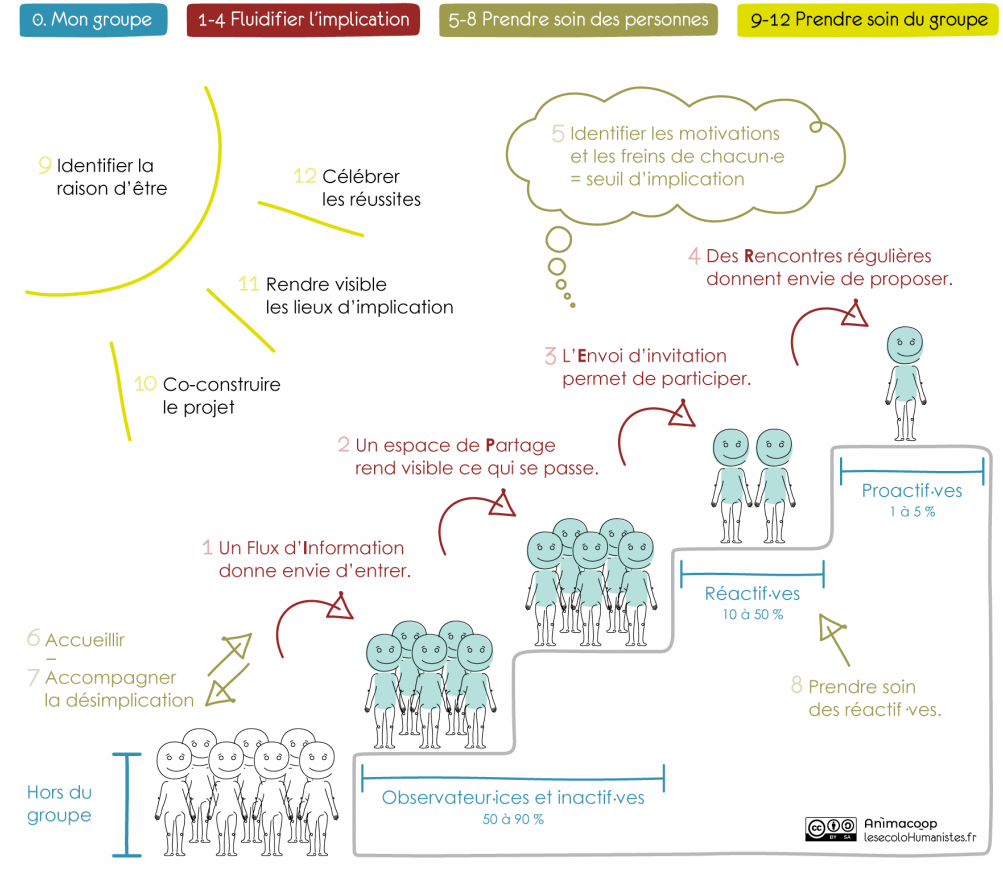 0. Mon groupe
1-4 Fluidifier l'implication
5-8 Prendre soin des personnes
9-12 Prendre soin du groupe
9 Identifier la
raison d'être
12 Célébrer
les réussites
11 Rendre visible
les lieux d'implication
10 Co-construire
le projet
5 Identifier les motivations
et les freins de chacun·e
= seuil d'implication
4 Des Rencontres régulières
donnent envie de proposer.
3 L'Envoi d'invitation
permet de participer.
2 Un espace de Partage
rend visible ce qui se passe.
1 Un Flux d'Information
donne envie d'entrer.
6 Accueillir
–
7 Accompagner
la désimplication
8 Prendre soin
des réactif·ves.
Proactif·ves
1 à 5 %
Réactif·ves
10 à 50 %
Observateur·ices et inactif·ves
50 à 90 %
Hors du
groupe
cc BY SA
Animacoop
lesecoloHumanistes.fr